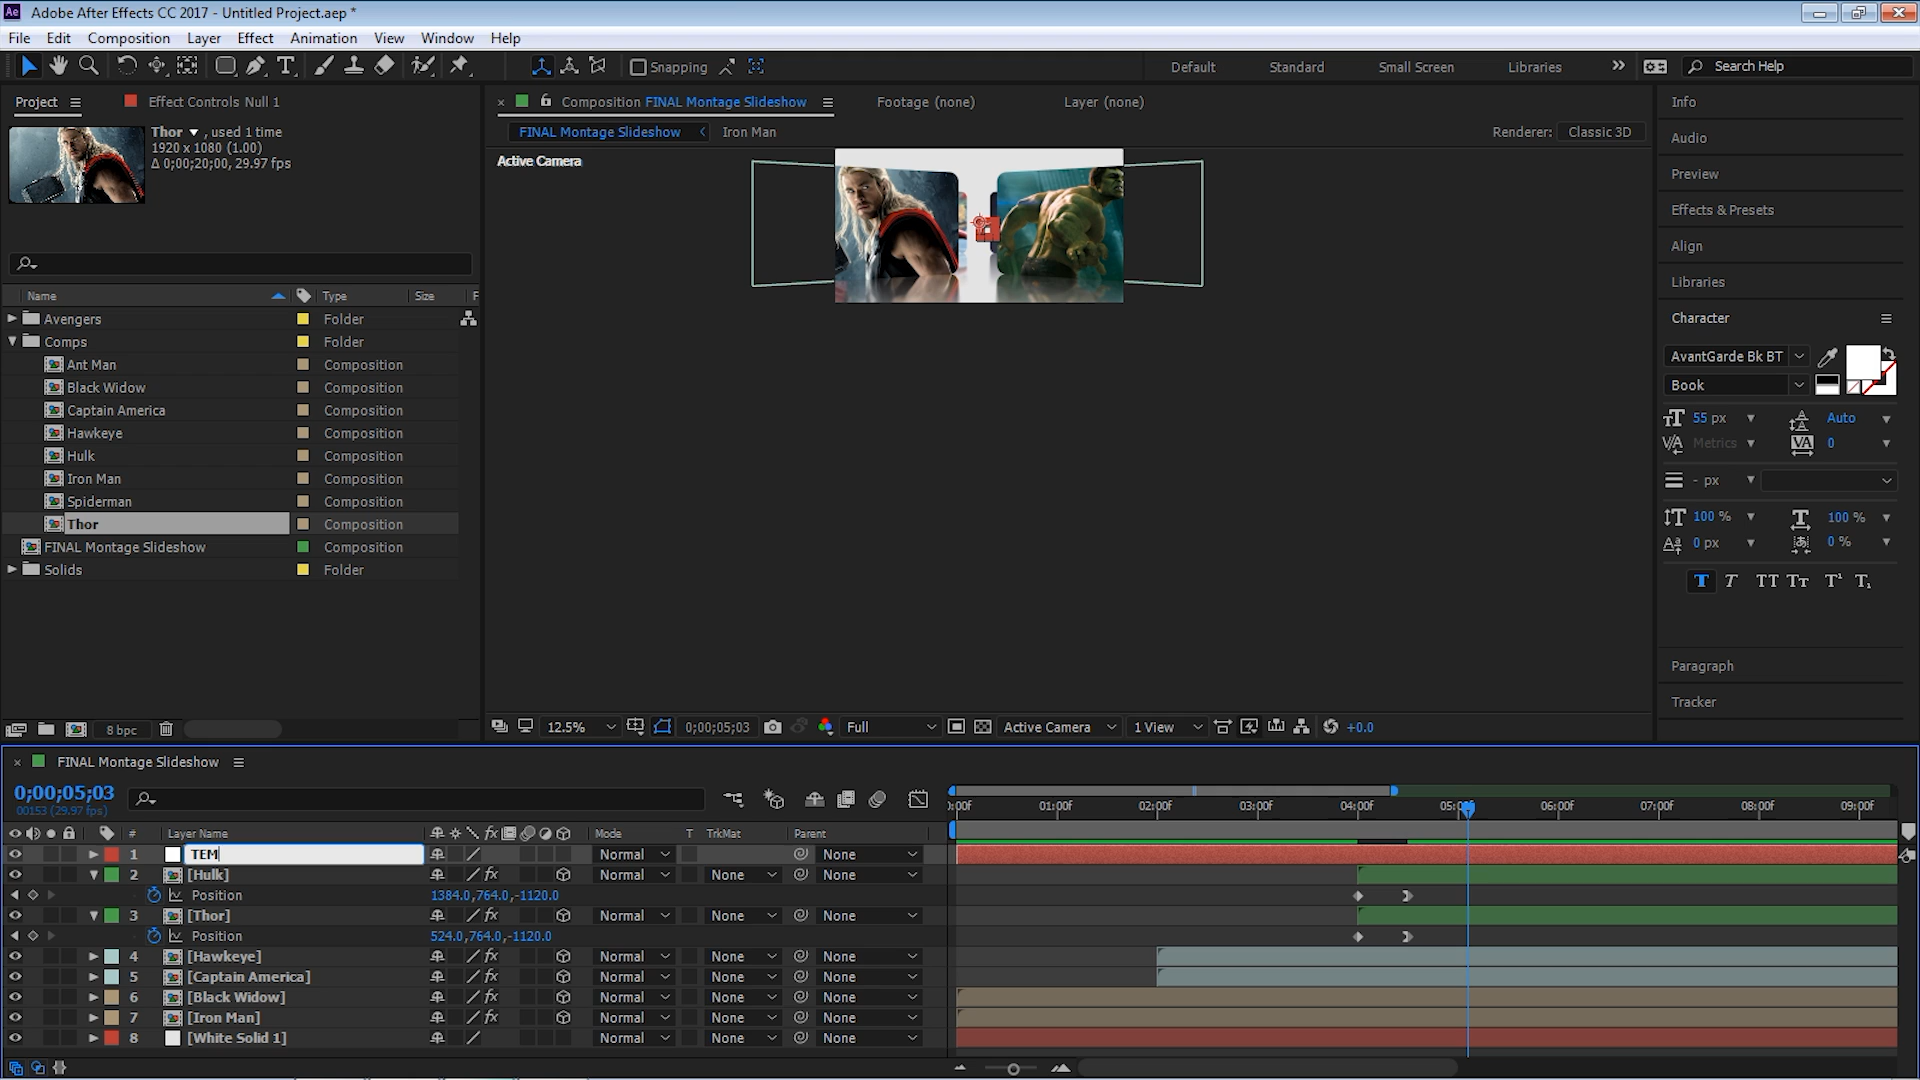 Adobe After Effects CC 2017 - Untitled Project.aep *
File Edit Composition Layer Effect Animation View Window Help
Snapping Default Standard Small Screen Libraries Search Help
Project Effect Controls Null 1
Thor , used 1 time
1920 x 1080 (1.00)
Δ 0;00;20;00, 29.97 fps
Name Type Size F
Avengers Folder
Comps Folder
Ant Man Composition
Black Widow Composition
Captain America Composition
Hawkeye Composition
Hulk Composition
Iron Man Composition
Spiderman Composition
Thor Composition
FINAL Montage Slideshow Composition
Solids Folder
8 bpc
Composition FINAL Montage Slideshow Footage (none) Layer (none)
FINAL Montage Slideshow Iron Man Renderer: Classic 3D
Active Camera
12.5% 0;00;05;03 Full Active Camera 1 View +0.0
Info
Audio
Preview
Effects & Presets
Align
Libraries
Character
AvantGarde Bk BT
Book
55 px Auto
Metrics 0
- px
100 % 100 %
0 px 0 %
T T TT Tt T¹ T₁
Paragraph
Tracker
FINAL Montage Slideshow
0;00;05;03
00153 (29.97 fps)
:00f 01:00f 02:00f 03:00f 04:00f 05:00f 06:00f 07:00f 08:00f 09:00f
# Layer Name Mode T TrkMat Parent
1 TEM Normal None
2 [Hulk] Normal None None
Position 1384.0,764.0,-1120.0
3 [Thor] Normal None None
Position 524.0,764.0,-1120.0
4 [Hawkeye] Normal None None
5 [Captain America] Normal None None
6 [Black Widow] Normal None None
7 [Iron Man] Normal None None
8 [White Solid 1] Normal None None